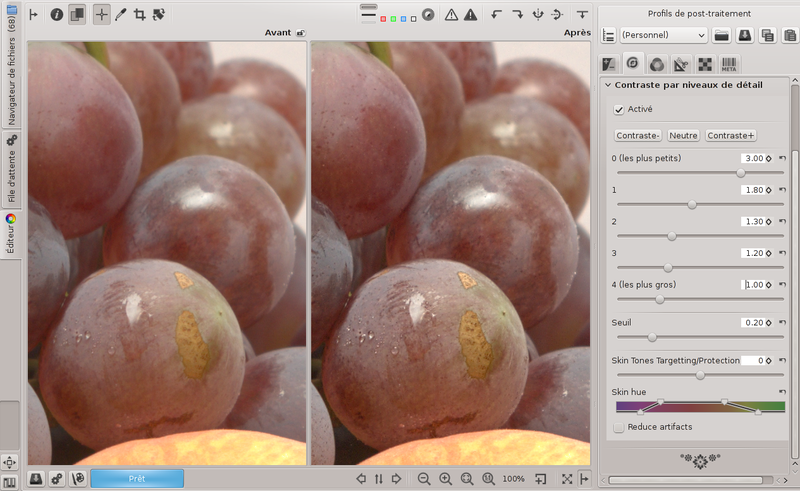 Navigateur de fichiers (68)
File d'attente
Éditeur
Avant
Après
Profils de post-traitement
(Personnel)
META
Contraste par niveaux de détail
Activé
Contraste-
Neutre
Contraste+
0 (les plus petits)
3.00
1
1.80
2
1.30
3
1.20
4 (les plus gros)
1.00
Seuil
0.20
Skin Tones Targetting/Protection
0
Skin hue
Reduce artifacts
Prêt
100%